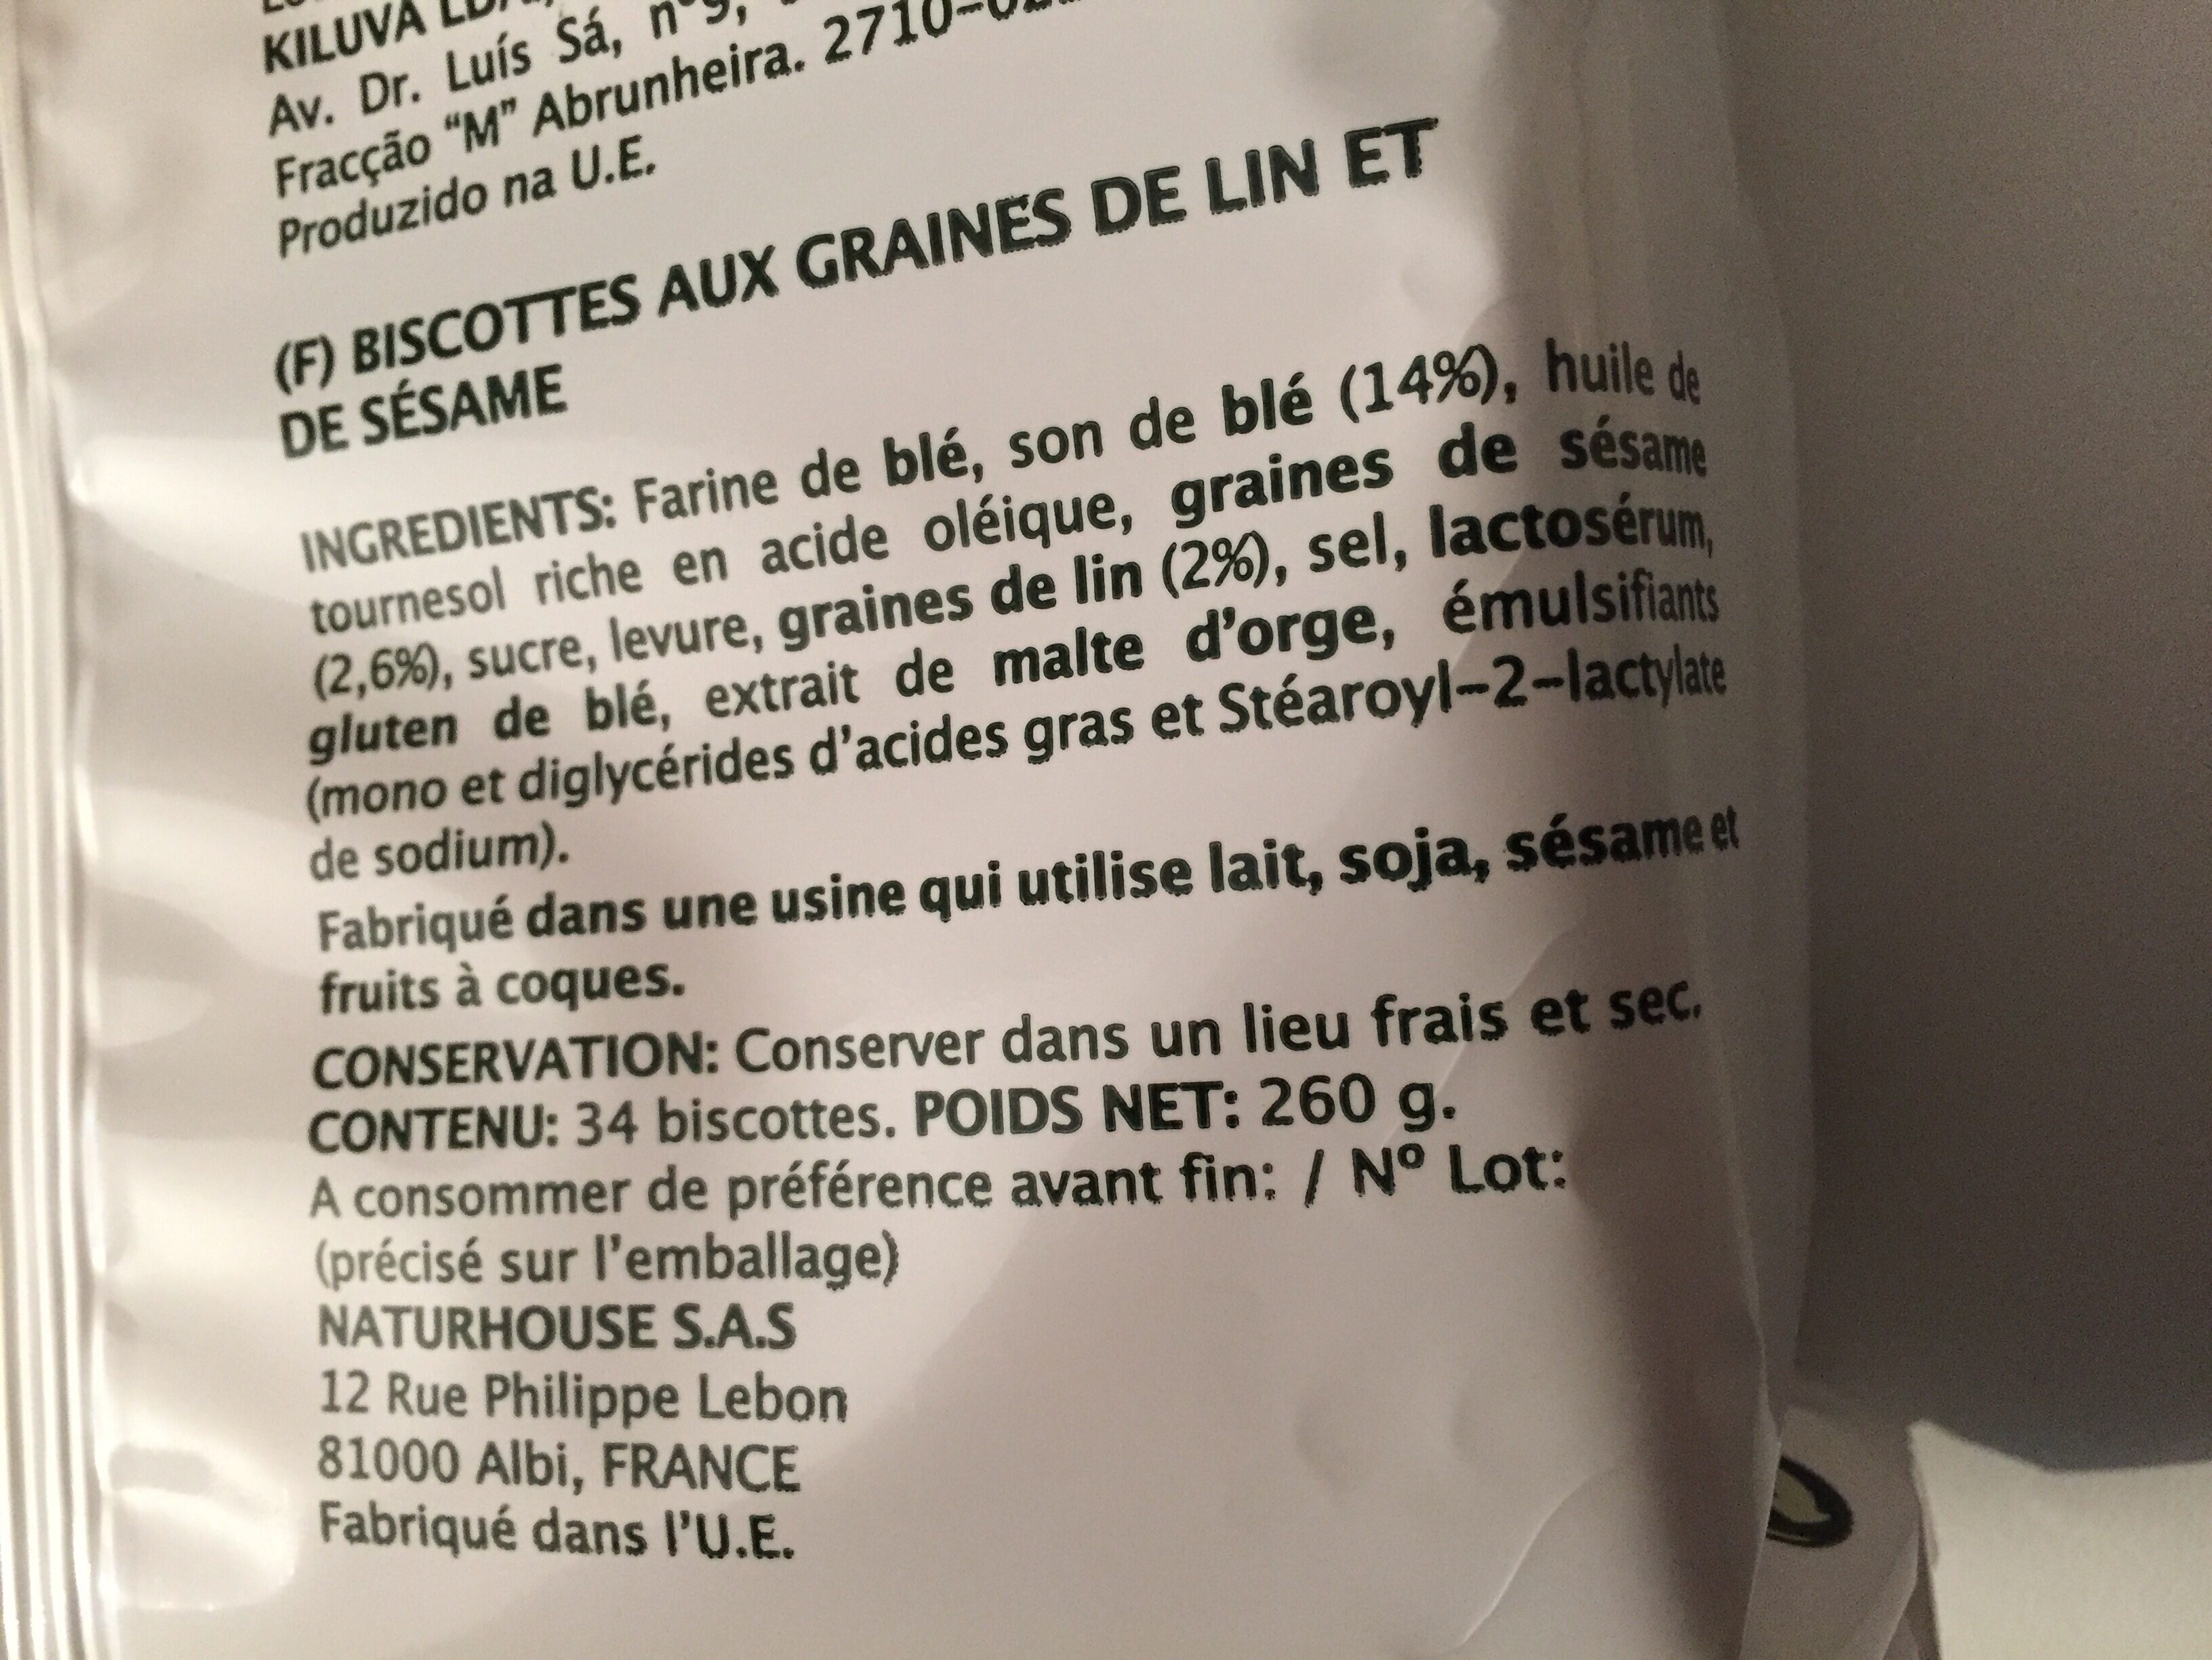 KILUVA
Av. Dr. Luís Sá, nº9,
Fracção “M” Abrunheira. 2710-
Produzido na U.E.
(F) BISCOTTES AUX GRAINES DE LIN ET
DE SÉSAME
INGREDIENTS: Farine de blé, son de blé (14%), huile de
tournesol riche en acide oléique, graines de sésame
(2,6%), sucre, levure, graines de lin (2%), sel, lactosérum,
gluten de blé, extrait de malte d’orge, émulsifiants
(mono et diglycérides d’acides gras et Stéaroyl-2-lactylate
de sodium).
Fabriqué dans une usine qui utilise lait, soja, sésame et
fruits à coques.
CONSERVATION: Conserver dans un lieu frais et sec.
CONTENU: 34 biscottes. POIDS NET: 260 g.
A consommer de préférence avant fin: / Nº Lot:
(précisé sur l’emballage)
NATURHOUSE S.A.S
12 Rue Philippe Lebon
81000 Albi, FRANCE
Fabriqué dans l’U.E.